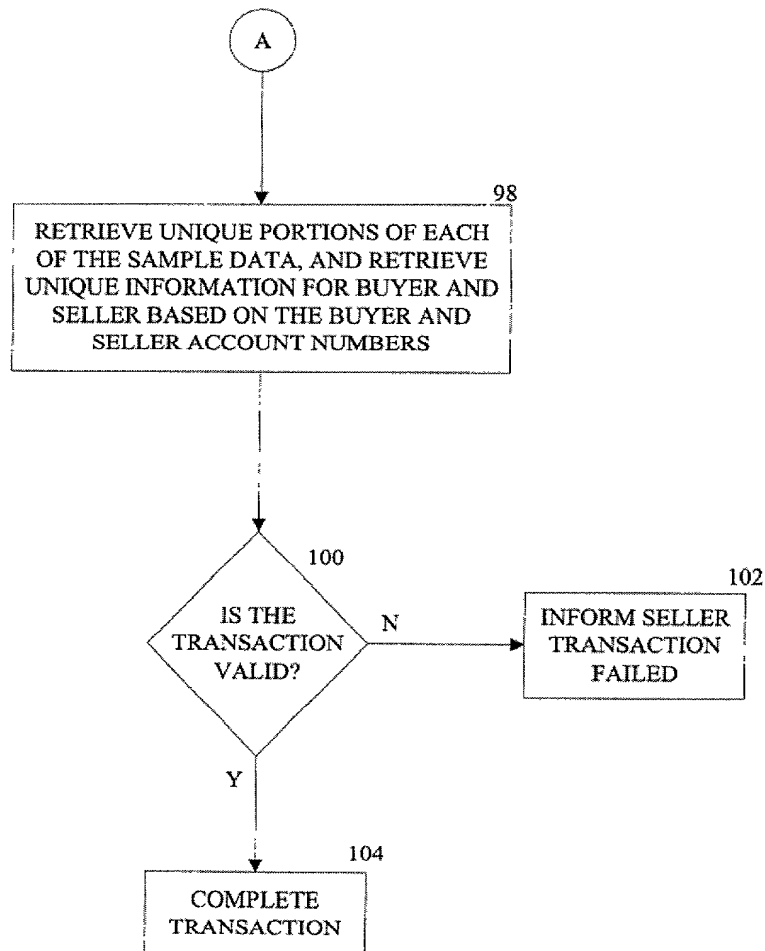 A
98
RETRIEVE UNIQUE PORTIONS OF EACH
OF THE SAMPLE DATA, AND RETRIEVE
UNIQUE INFORMATION FOR BUYER AND
SELLER BASED ON THE BUYER AND
SELLER ACCOUNT NUMBERS
100
IS THE
TRANSACTION
VALID?
N
102
INFORM SELLER
TRANSACTION
FAILED
Y
104
COMPLETE
TRANSACTION